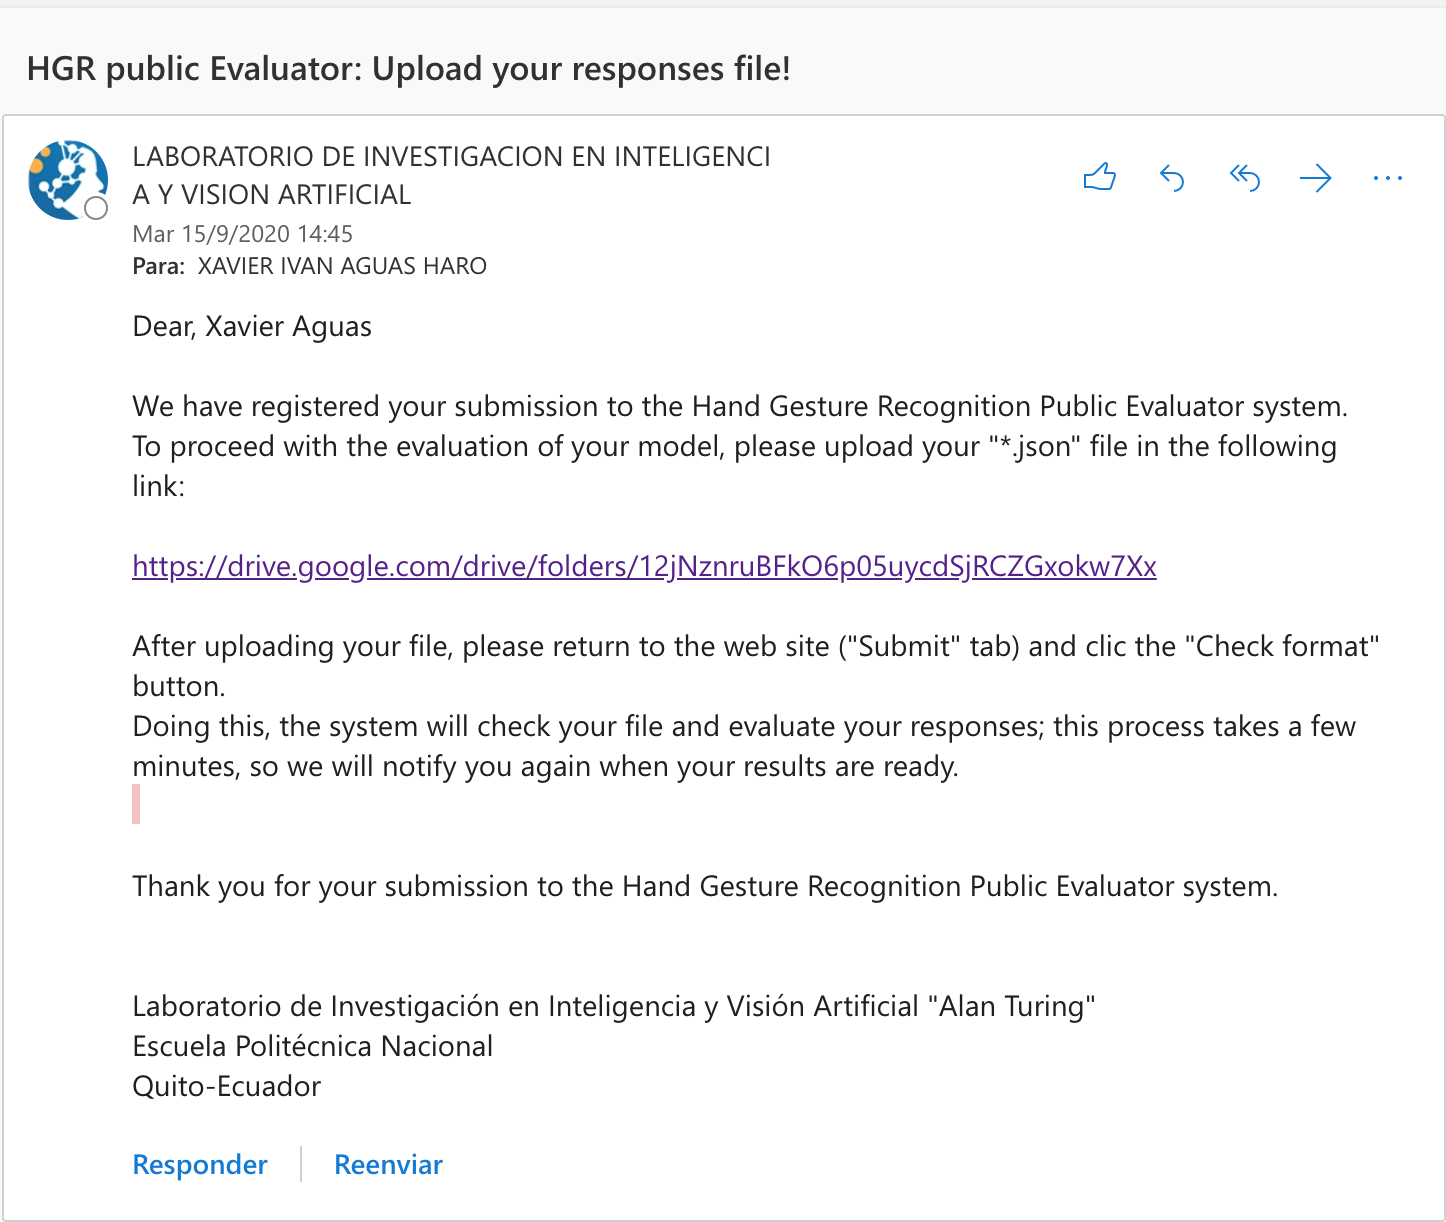 HGR public Evaluator: Upload your responses file!
LABORATORIO DE INVESTIGACION EN INTELIGENCI
A Y VISION ARTIFICIAL
Mar 15/9/2020 14:45
Para: XAVIER IVAN AGUAS HARO
Dear, Xavier Aguas
We have registered your submission to the Hand Gesture Recognition Public Evaluator system.
To proceed with the evaluation of your model, please upload your "*.json" file in the following
link:
https://drive.google.com/drive/folders/12jNznruBFkO6p05uycdSjRCZGxokw7Xx
After uploading your file, please return to the web site ("Submit" tab) and clic the "Check format"
button.
Doing this, the system will check your file and evaluate your responses; this process takes a few
minutes, so we will notify you again when your results are ready.
Thank you for your submission to the Hand Gesture Recognition Public Evaluator system.
Laboratorio de Investigación en Inteligencia y Visión Artificial "Alan Turing"
Escuela Politécnica Nacional
Quito-Ecuador
Responder
Reenviar